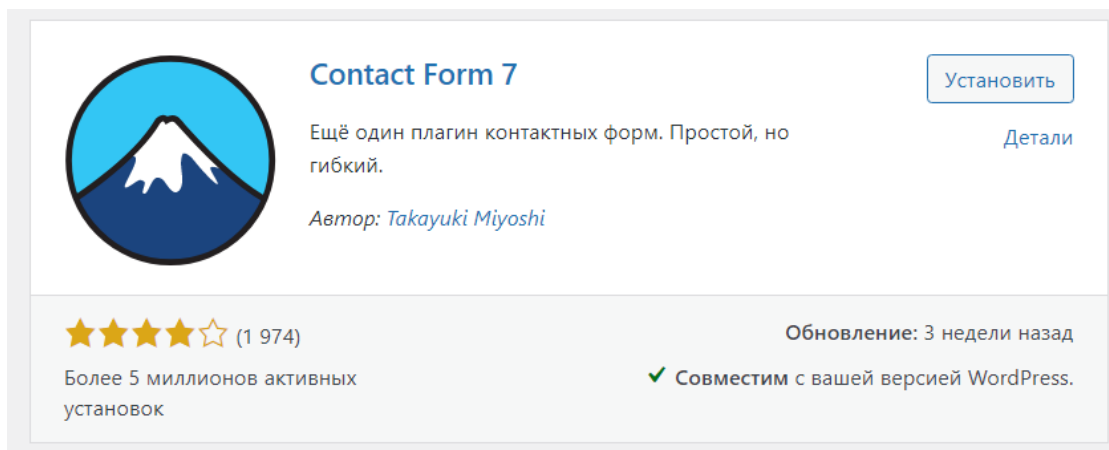 Contact Form 7
Установить
Ещё один плагин контактных форм. Простой, но
гибкий.
Детали
Автор: Takayuki Miyoshi
(1 974)
Более 5 миллионов активных
установок
Обновление: 3 недели назад
Совместим с вашей версией WordPress.